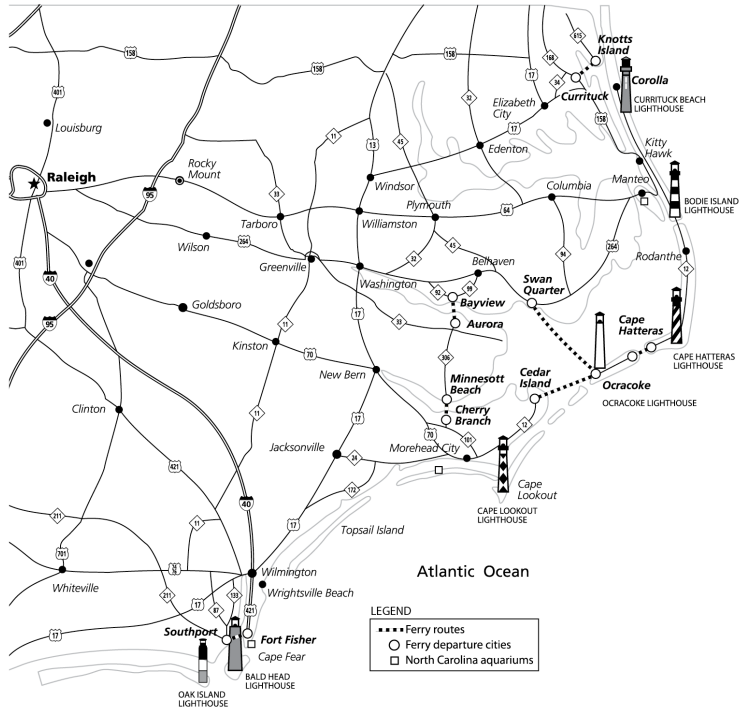 615
Knotts
Island
168
158
158
158
17
34
Currituck
Corolla
CURRITUCK BEACH
LIGHTHOUSE
401
Louisburg
32
Elizabeth
City
158
11
45
17
13
Edenton
Kitty
Hawk
Raleigh
Rocky
Mount
95
Windsor
Columbia
Manteo
33
Plymouth
64
BODIE ISLAND
LIGHTHOUSE
Tarboro
Williamston
Wilson
264
45
94
264
Rodanthe
401
Greenville
32
Belhaven
12
40
Washington
99
92
Swan
Quarter
Bayview
Goldsboro
17
33
Aurora
Cape
Hatteras
95
11
Kinston
70
306
CAPE HATTERAS
LIGHTHOUSE
New Bern
Minnesott
Beach
Cedar
Island
Ocracoke
OCRACOKE LIGHTHOUSE
Clinton
11
17
Cherry
Branch
12
70
101
421
Jacksonville
24
Morehead City
172
Cape
Lookout
40
CAPE LOOKOUT
LIGHTHOUSE
211
11
17
Topsail Island
701
Whiteville
Wilmington
Atlantic Ocean
211
133
Wrightsville Beach
87
421
17
17
Southport
Fort Fisher
Cape Fear
OAK ISLAND
LIGHTHOUSE
BALD HEAD
LIGHTHOUSE
LEGEND
Ferry routes
Ferry departure cities
North Carolina aquariums